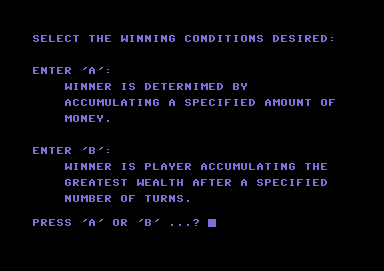 SELECT THE WINNING CONDITIONS DESIRED:
ENTER 'A':
WINNER IS DETERNIMED BY
ACCUMULATING A SPECIFIED AMOUNT OF
MONEY.
ENTER 'B':
WINNER IS PLAYER ACCUMULATING THE
GREATEST WEALTH AFTER A SPECIFIED
NUMBER OF TURNS.
PRESS 'A' OR 'B' ...?